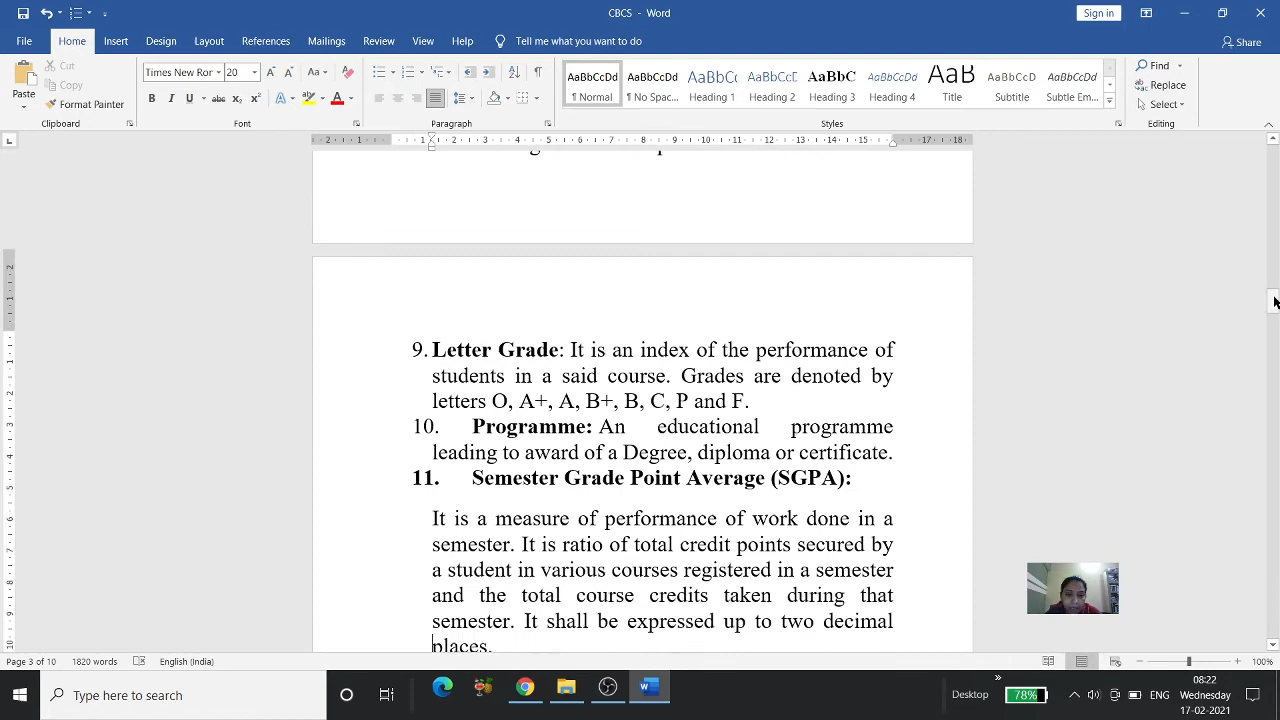 CBCS - Word
Sign in
File Home Insert Design Layout References Mailings Review View Help Tell me what you want to do
Share
Paste
Cut
Copy
Format Painter
Clipboard
Times New Ror 20
Font
Paragraph
AaBbCcDd AaBbCcDd AaBbCc AaBbCcD AaBbC AaBbCcDd AaB AaBbCcD AaBbCcDd
¶ Normal ¶ No Spac... Heading 1 Heading 2 Heading 3 Heading 4 Title Subtitle Subtle Em...
Styles
Find
Replace
Select
Editing
9. Letter Grade: It is an index of the performance of
students in a said course. Grades are denoted by
letters O, A+, A, B+, B, C, P and F.
10. Programme: An educational programme
leading to award of a Degree, diploma or certificate.
11. Semester Grade Point Average (SGPA):
It is a measure of performance of work done in a
semester. It is ratio of total credit points secured by
a student in various courses registered in a semester
and the total course credits taken during that
semester. It shall be expressed up to two decimal
places.
Page 3 of 10 1820 words English (India)
100%
Type here to search
Desktop
78%
ENG
08:22
Wednesday
17-02-2021